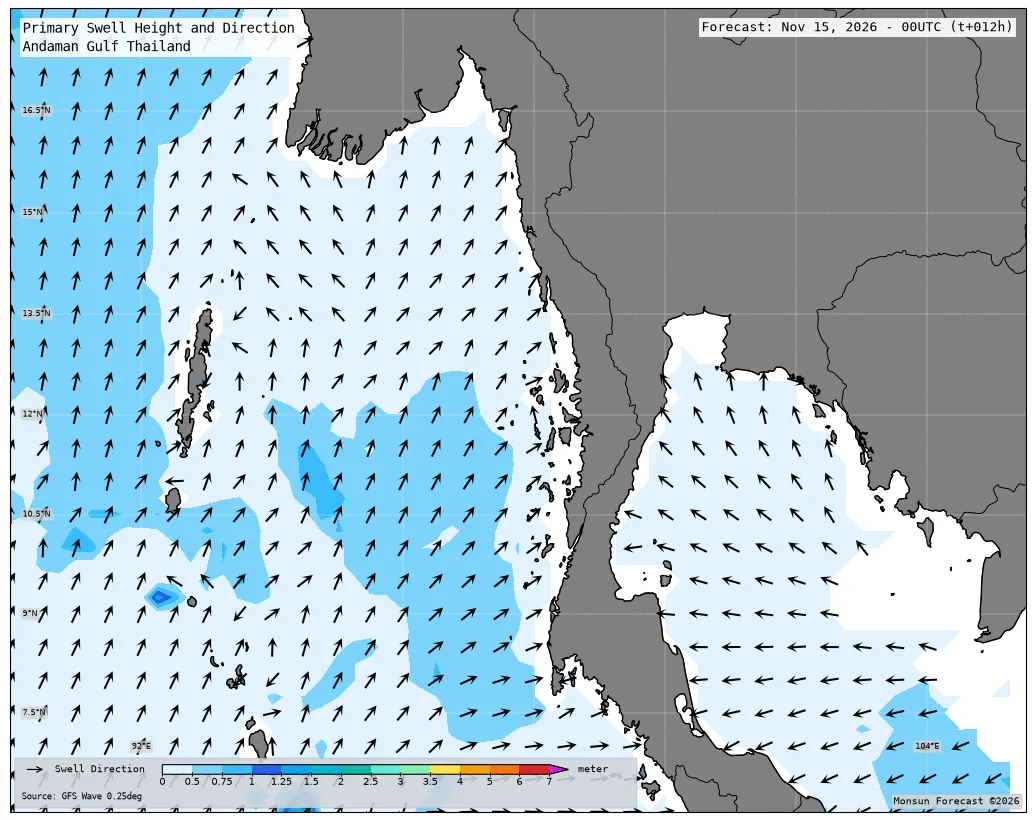 Primary Swell Height and Direction
Andaman Gulf Thailand
Forecast: Nov 15, 2026 - 00UTC (t+012h)
16.5°N
15°N
13.5°N
12°N
10.5°N
9°N
7.5°N
92°E
104°E
Swell Direction
0 0.5 0.75 1.25 1.5 2 2.5 3 3.5 4 5 6 7
meter
Source: GFS Wave 0.25deg
Monsun Forecast ©2026